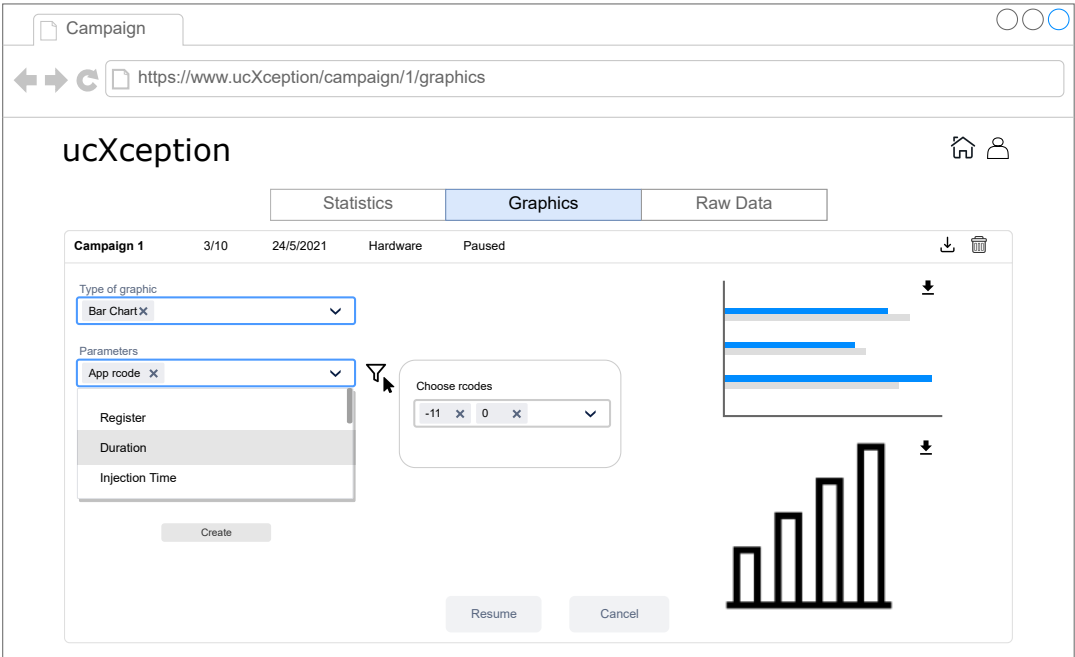 Campaign
https://www.ucXception/campaign/1/graphics
ucXception
Statistics Graphics Raw Data
Campaign 1 3/10 24/5/2021 Hardware Paused
Type of graphic
Bar Chart
Parameters
App rcode
Register
Duration
Injection Time
Choose rcodes
-11 0
Create
Resume Cancel